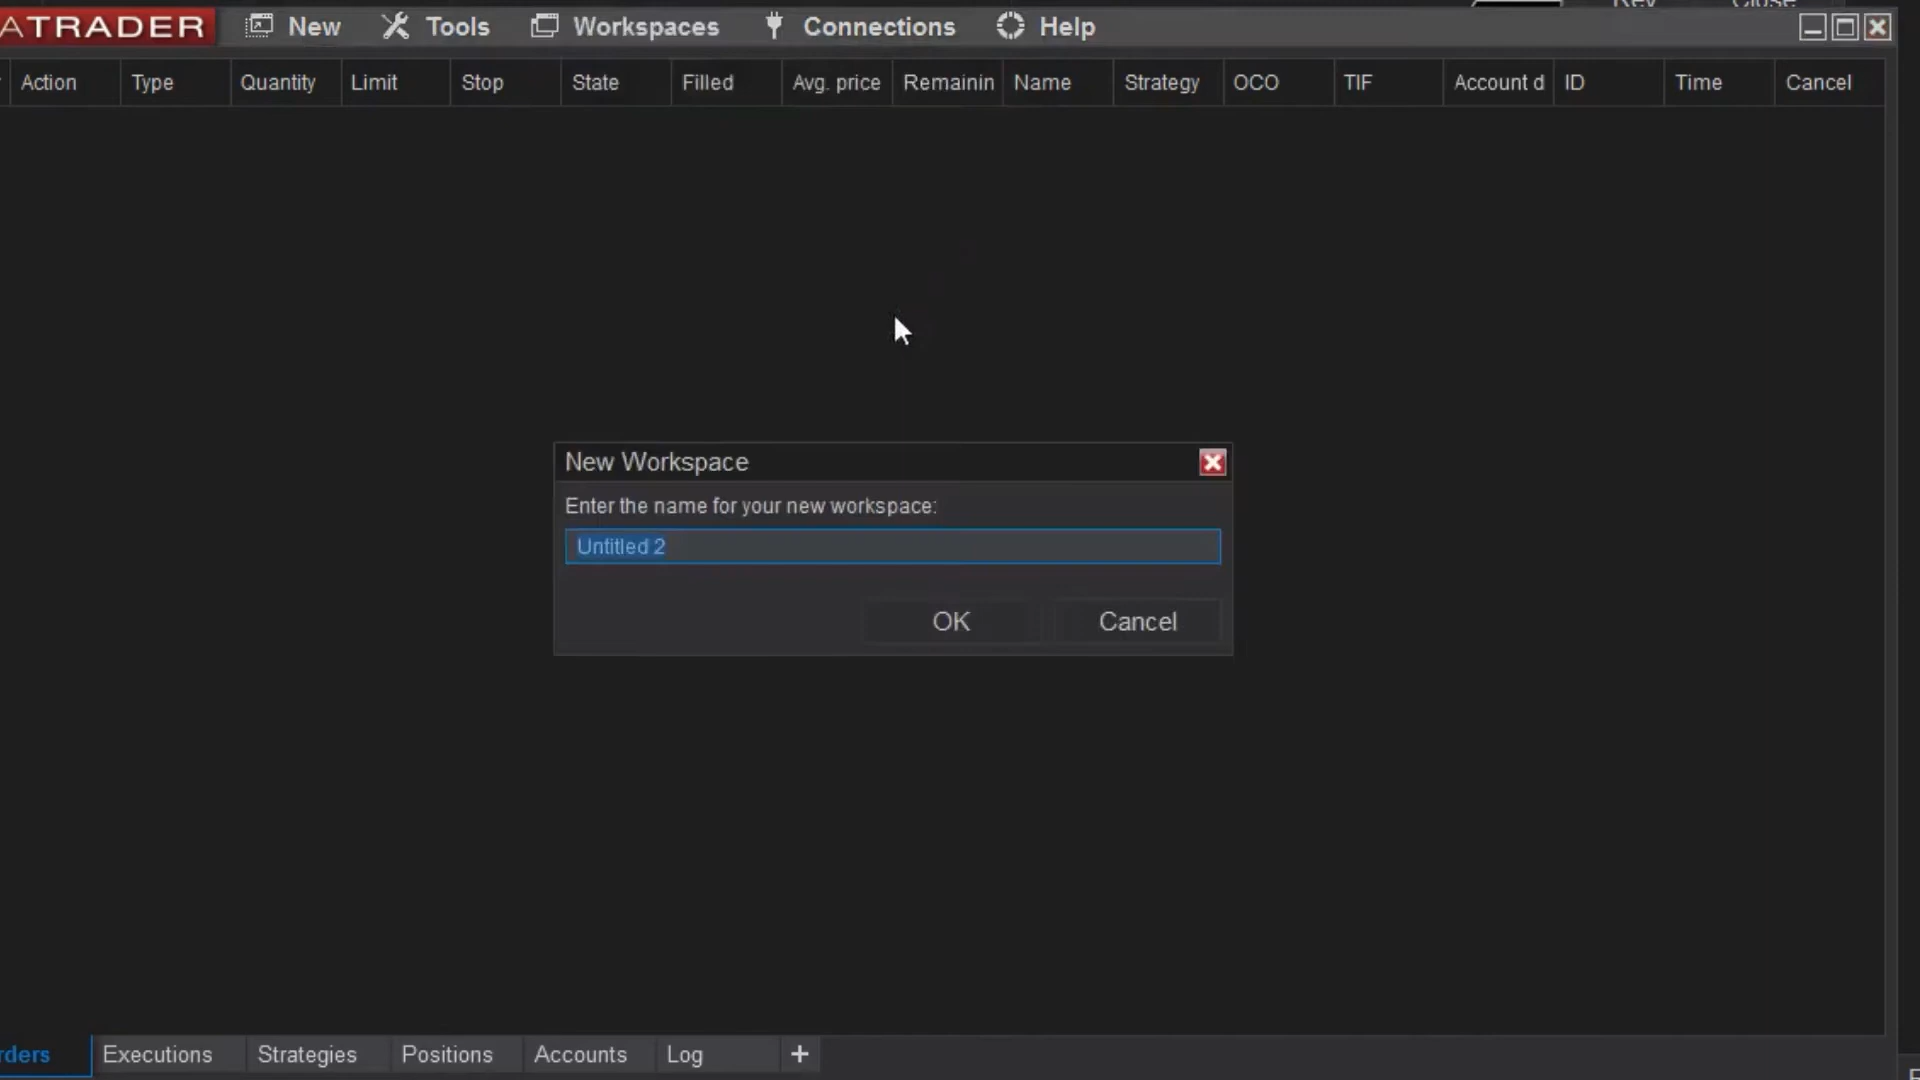 ATRADER New Tools Workspaces Connections Help
Action Type Quantity Limit Stop State Filled Avg. price Remainin Name Strategy OCO TIF Account d ID Time Cancel
New Workspace
Enter the name for your new workspace:
Untitled 2
OK Cancel
rders Executions Strategies Positions Accounts Log +